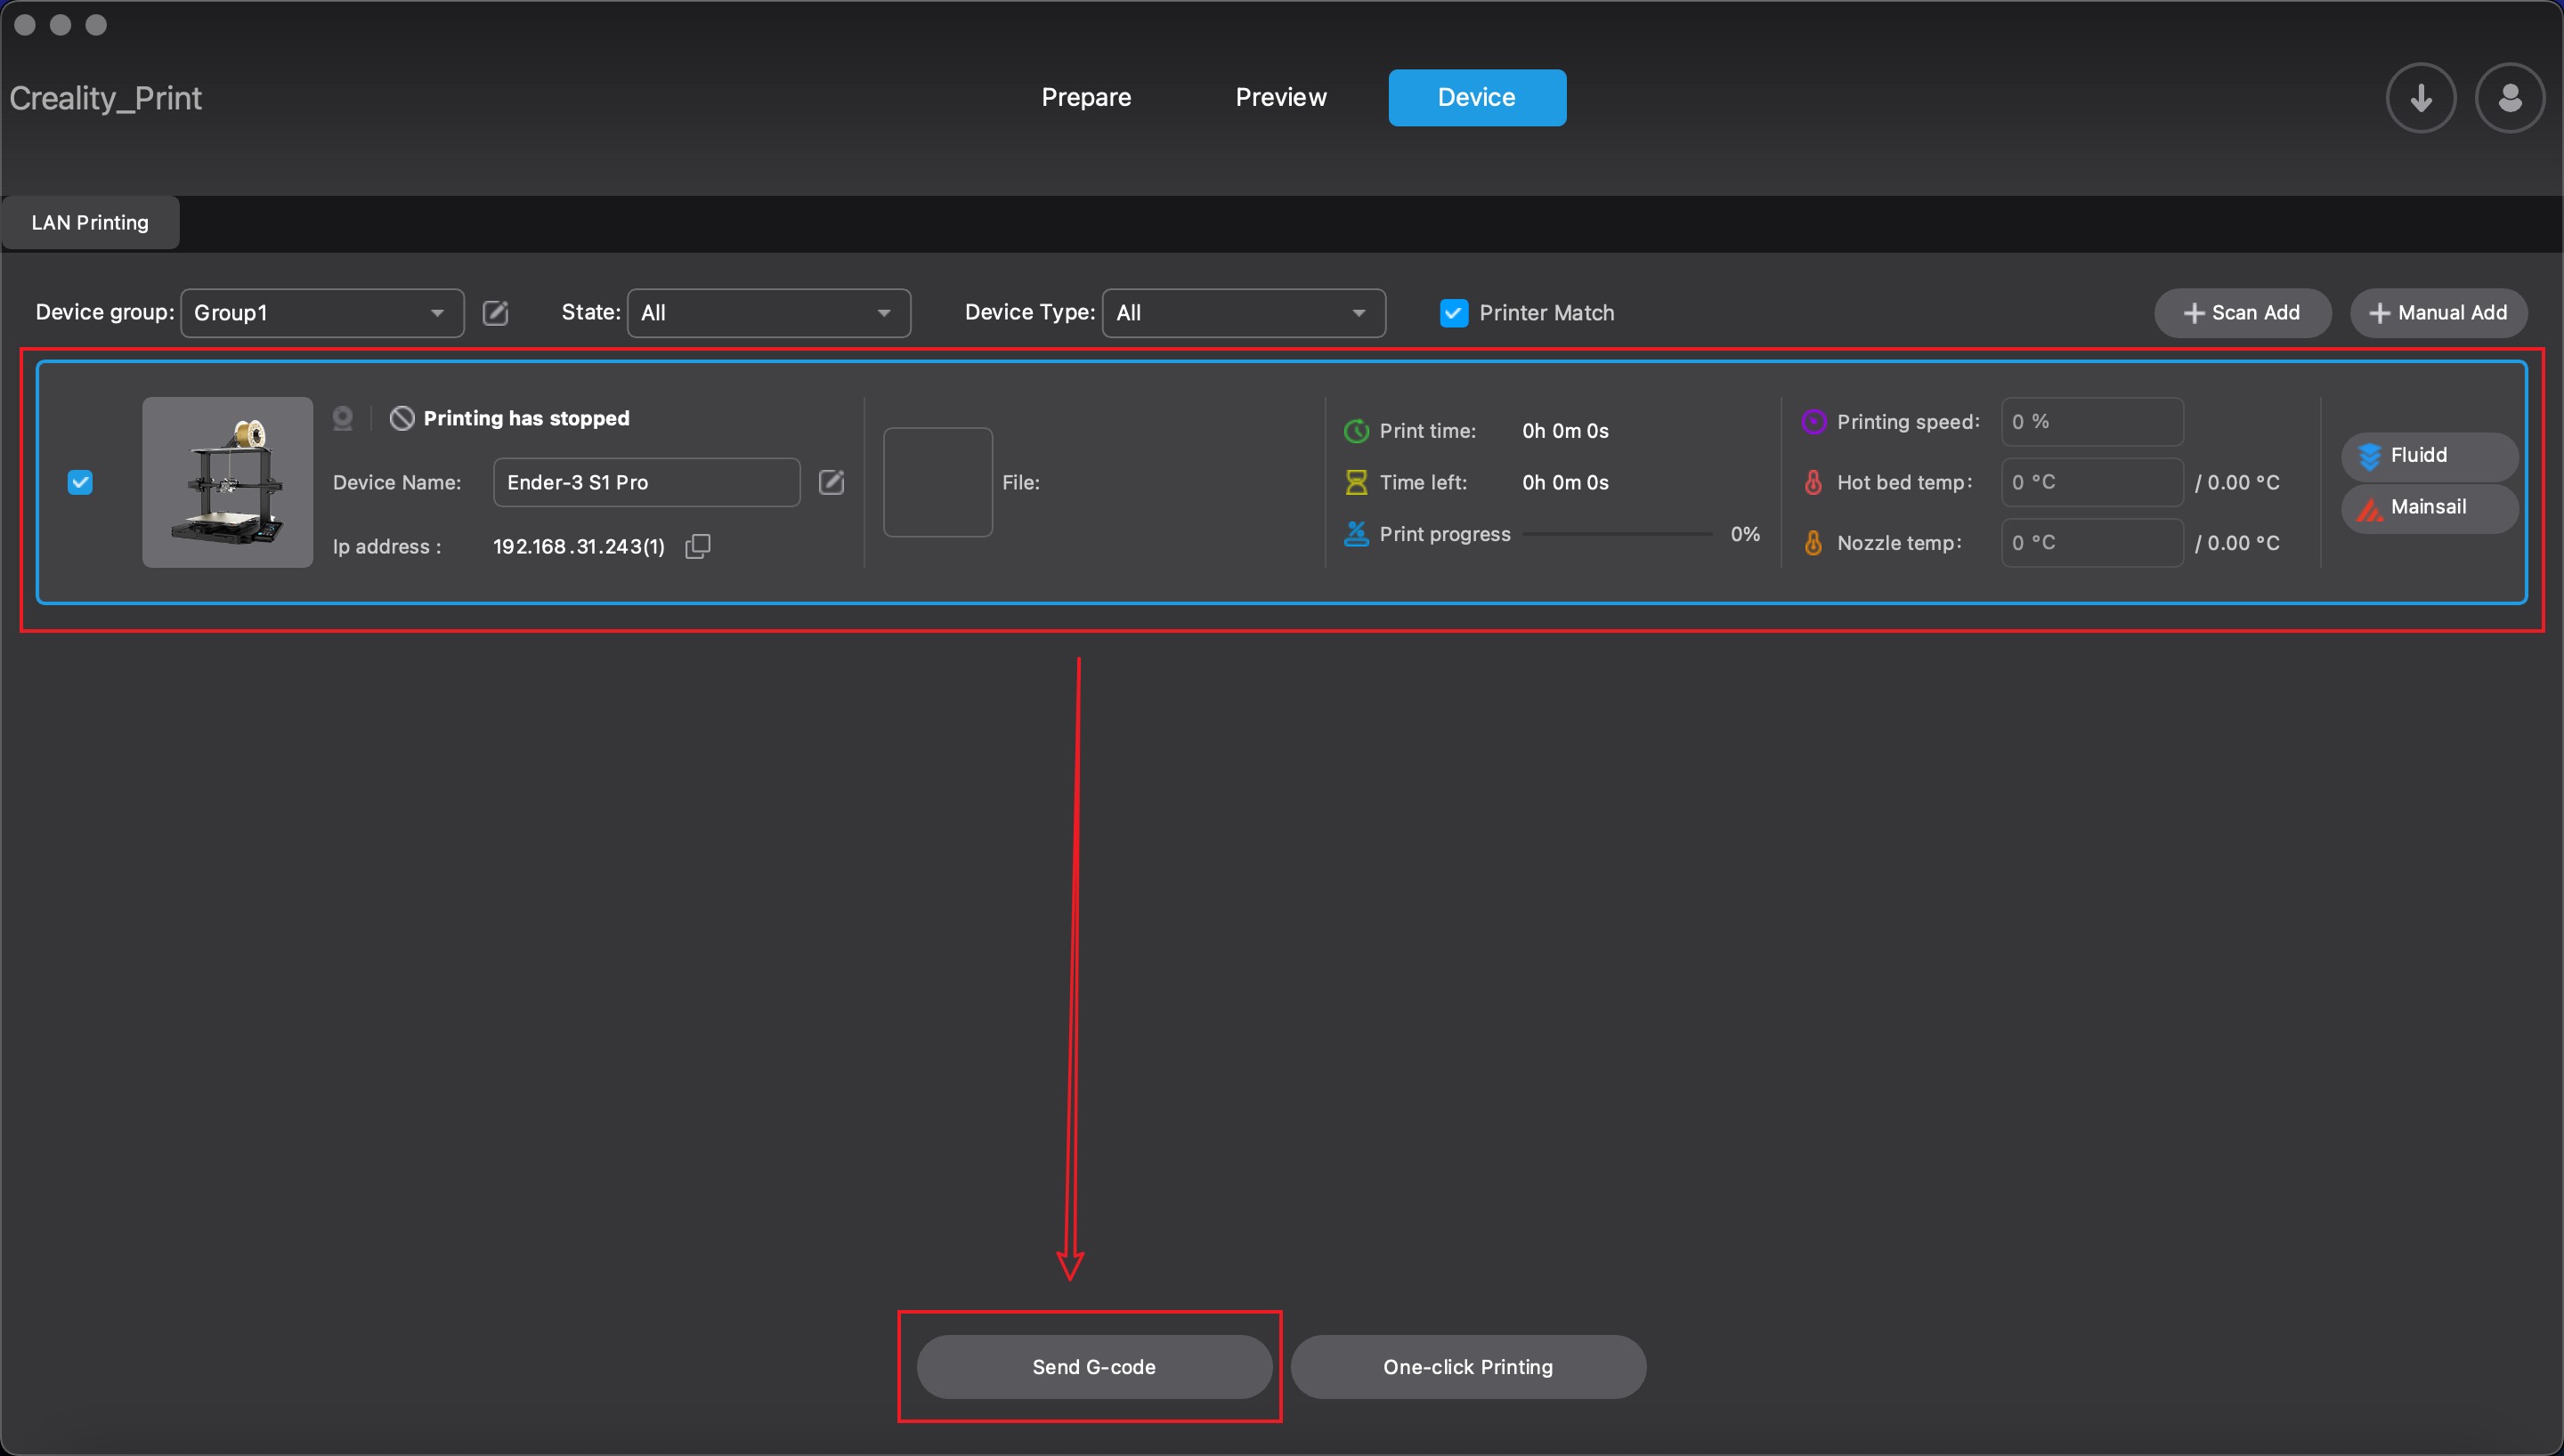 Creality_Print
Prepare
Preview
Device
LAN Printing
Device group: Group1
State: All
Device Type: All
Printer Match
Scan Add
Manual Add
Printing has stopped
Device Name: Ender-3 S1 Pro
Ip address : 192.168.31.243(1)
File:
Print time: 0h 0m 0s
Time left: 0h 0m 0s
Print progress 0%
Printing speed: 0 %
Hot bed temp: 0 °C / 0.00 °C
Nozzle temp: 0 °C / 0.00 °C
Fluidd
Mainsail
Send G-code
One-click Printing